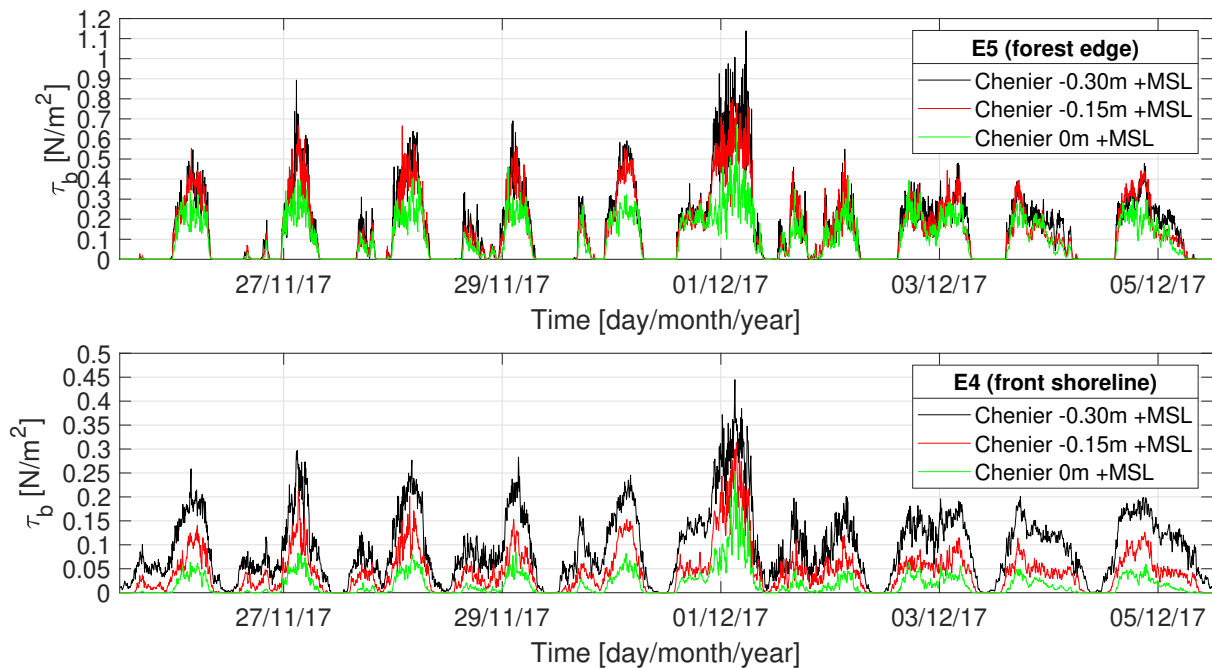 1.2
1.1
1
0.9
0.8
0.7
0.6
0.5
0.4
0.3
0.2
0.1
0
τ_b [N/m²]
E5 (forest edge)
Chenier -0.30m +MSL
Chenier -0.15m +MSL
Chenier 0m +MSL
27/11/17 29/11/17 01/12/17 03/12/17 05/12/17
Time [day/month/year]
0.5
0.45
0.4
0.35
0.3
0.25
0.2
0.15
0.1
0.05
0
τ_b [N/m²]
E4 (front shoreline)
Chenier -0.30m +MSL
Chenier -0.15m +MSL
Chenier 0m +MSL
27/11/17 29/11/17 01/12/17 03/12/17 05/12/17
Time [day/month/year]